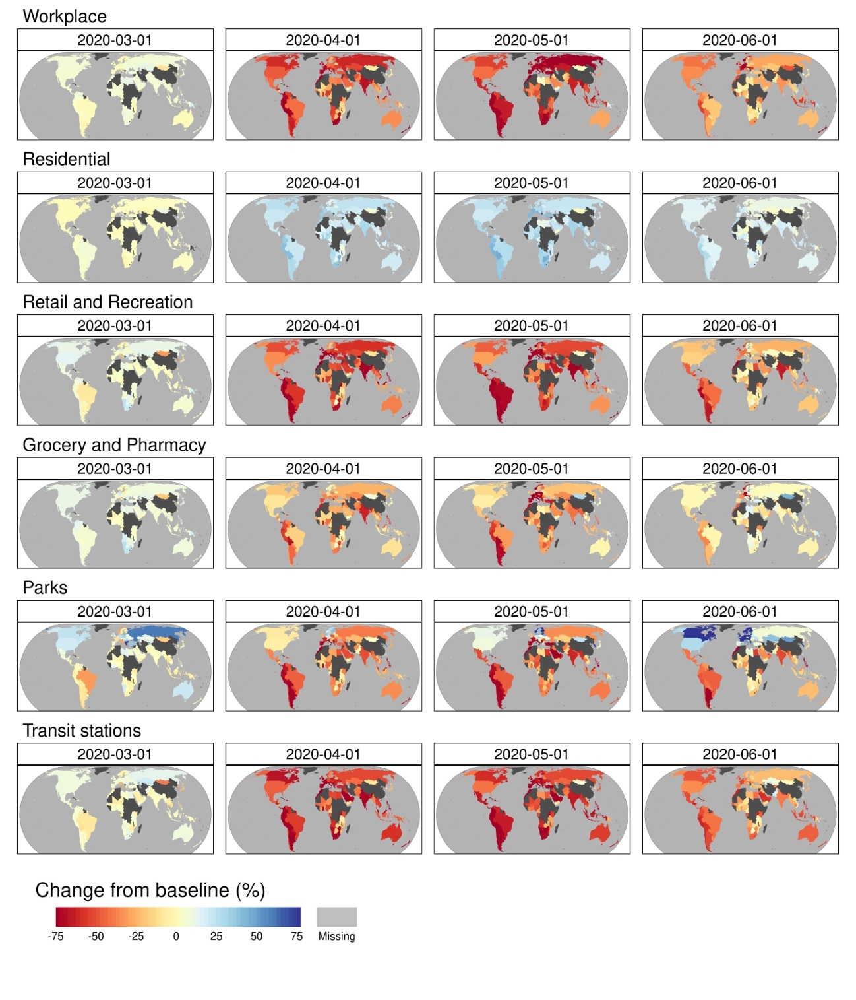 Workplace
2020-03-01 2020-04-01 2020-05-01 2020-06-01
Residential
2020-03-01 2020-04-01 2020-05-01 2020-06-01
Retail and Recreation
2020-03-01 2020-04-01 2020-05-01 2020-06-01
Grocery and Pharmacy
2020-03-01 2020-04-01 2020-05-01 2020-06-01
Parks
2020-03-01 2020-04-01 2020-05-01 2020-06-01
Transit stations
2020-03-01 2020-04-01 2020-05-01 2020-06-01
Change from baseline (%)
-75 -50 -25 0 25 50 75 Missing